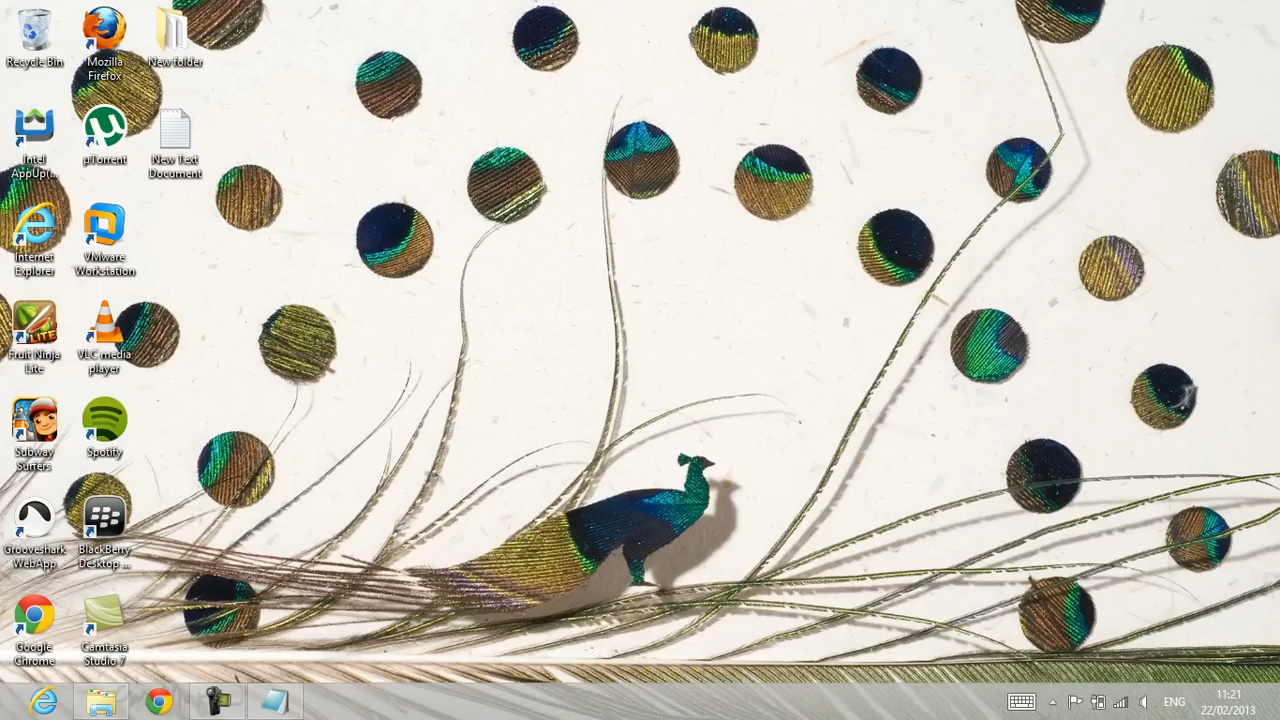 Recycle Bin
Mozilla
Firefox
New folder
Intel
AppUp(...
µTorrent
New Text
Document
Internet
Explorer
VMware
Workstation
Fruit Ninja
Lite
LITE
VLC media
player
Subway
Surfers
Spotify
Grooveshark
WebApp
BlackBerry
Desktop ...
Google
Chrome
Camtasia
Studio 7
ENG
11:21
22/02/2013